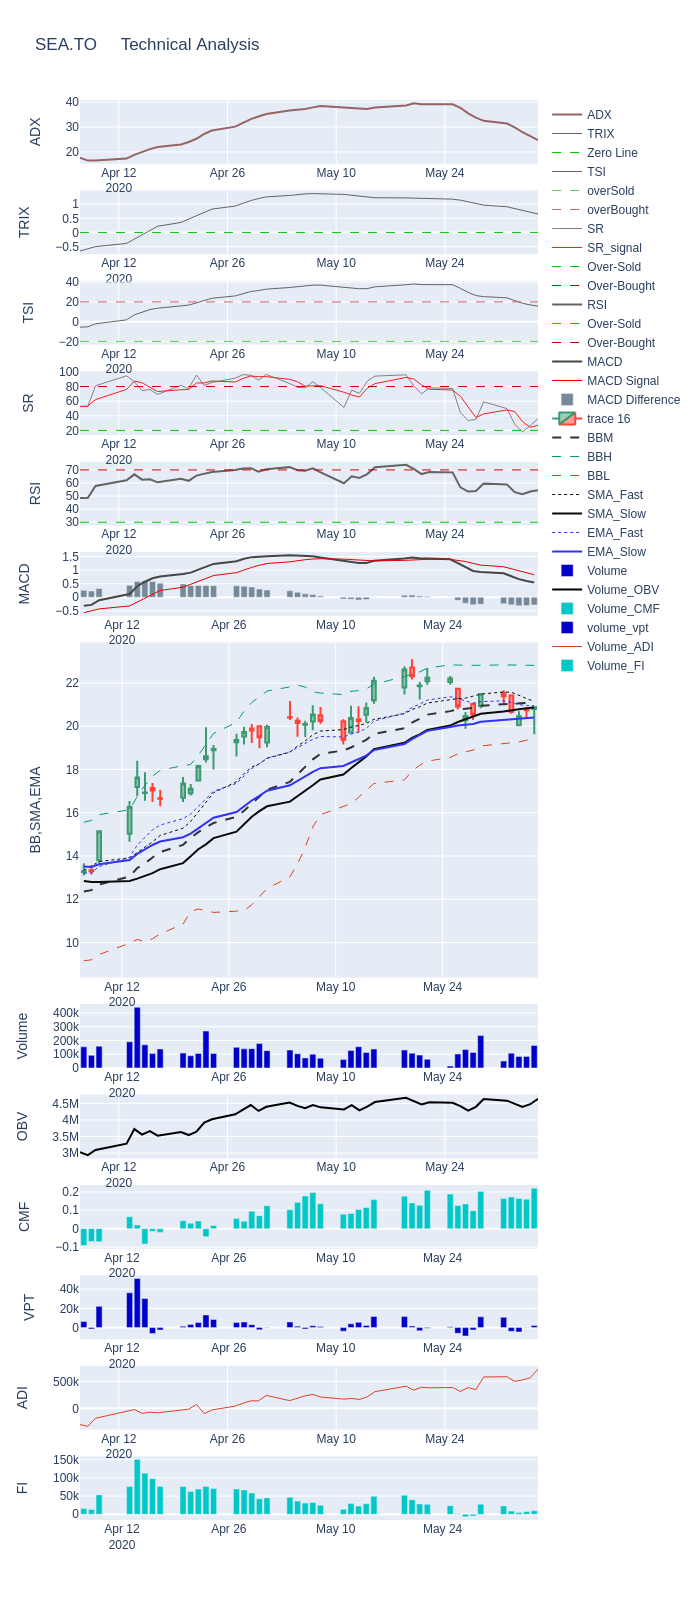 SEA.TO Technical Analysis
ADX
40
30
20
Apr 12
2020
Apr 26
May 10
May 24
TRIX
1
0.5
0
−0.5
Apr 12
2020
Apr 26
May 10
May 24
TSI
40
20
0
−20
Apr 12
2020
Apr 26
May 10
May 24
SR
100
80
60
40
20
Apr 12
2020
Apr 26
May 10
May 24
RSI
70
60
50
40
30
Apr 12
2020
Apr 26
May 10
May 24
MACD
1.5
1
0.5
0
−0.5
Apr 12
2020
Apr 26
May 10
May 24
BB,SMA,EMA
22
20
18
16
14
12
10
Apr 12
2020
Apr 26
May 10
May 24
Volume
400k
300k
200k
100k
0
Apr 12
2020
Apr 26
May 10
May 24
OBV
4.5M
4M
3.5M
3M
Apr 12
2020
Apr 26
May 10
May 24
CMF
0.2
0.1
0
−0.1
Apr 12
2020
Apr 26
May 10
May 24
VPT
40k
20k
0
Apr 12
2020
Apr 26
May 10
May 24
ADI
500k
0
Apr 12
2020
Apr 26
May 10
May 24
FI
150k
100k
50k
0
Apr 12
2020
Apr 26
May 10
May 24
ADX
TRIX
Zero Line
TSI
overSold
overBought
SR
SR_signal
Over-Sold
Over-Bought
RSI
Over-Sold
Over-Bought
MACD
MACD Signal
MACD Difference
trace 16
BBM
BBH
BBL
SMA_Fast
SMA_Slow
EMA_Fast
EMA_Slow
Volume
Volume_OBV
Volume_CMF
volume_vpt
Volume_ADI
Volume_FI